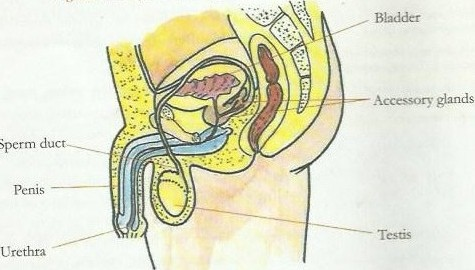 Bladder
Accessory glands
Sperm duct
Penis
Testis
Urethra